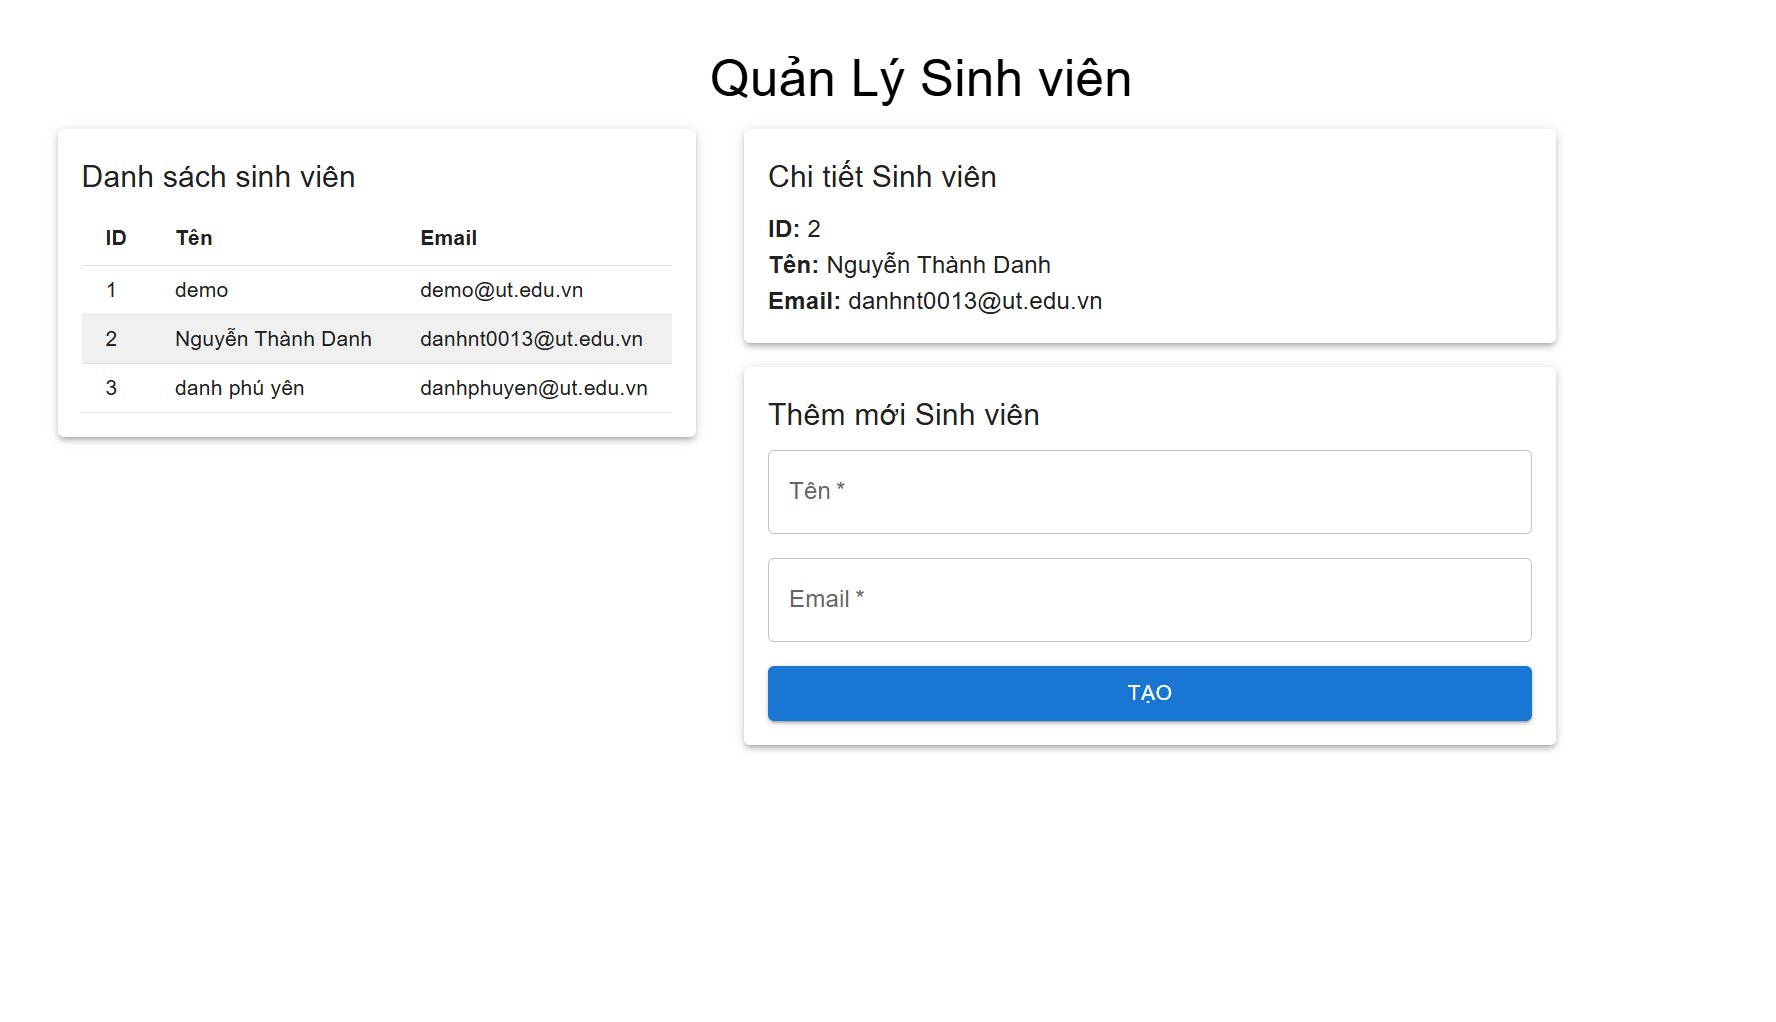 Quản Lý Sinh viên
Danh sách sinh viên
ID Tên Email
1 demo demo@ut.edu.vn
2 Nguyễn Thành Danh danhnt0013@ut.edu.vn
3 danh phú yên danhphuyen@ut.edu.vn
Chi tiết Sinh viên
ID: 2
Tên: Nguyễn Thành Danh
Email: danhnt0013@ut.edu.vn
Thêm mới Sinh viên
Tên *
Email *
TẠO